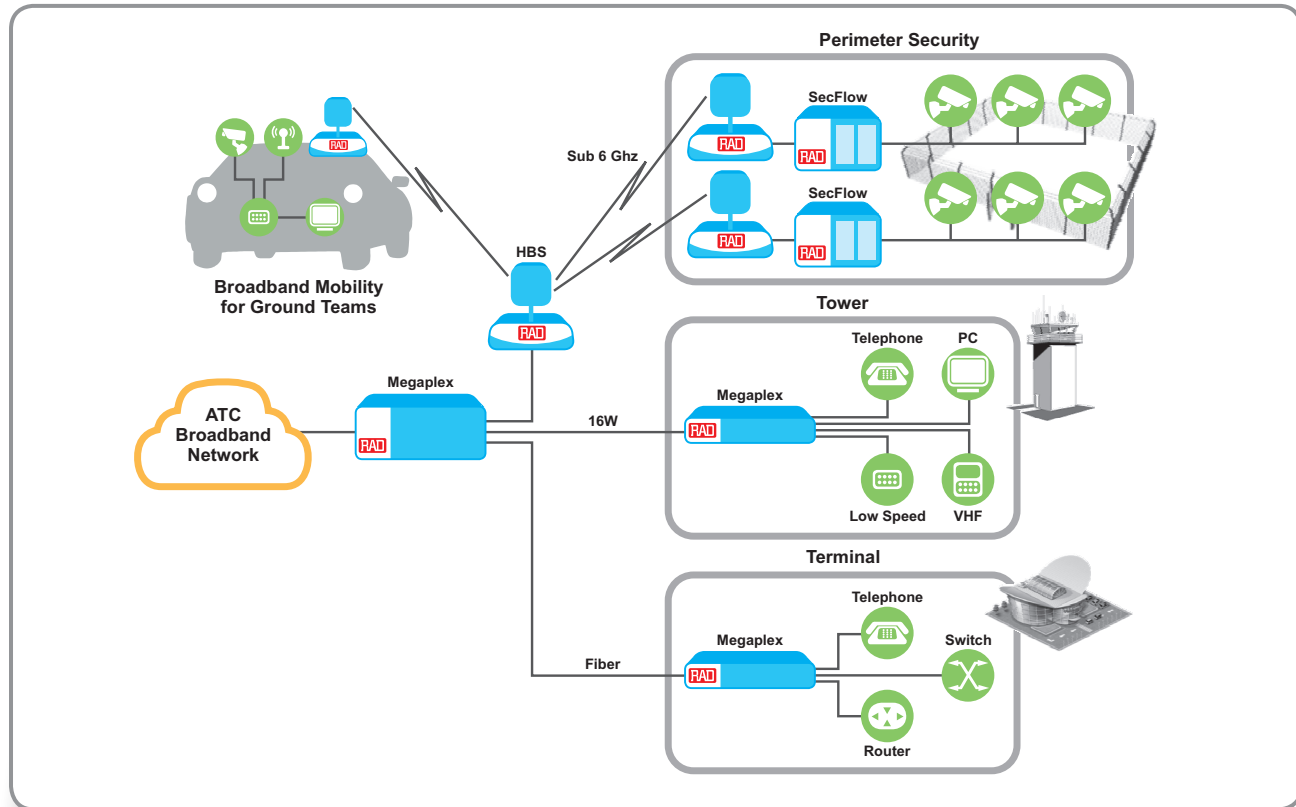 Perimeter Security
SecFlow
RAD
RAD
RAD
Sub 6 Ghz
SecFlow
RAD
RAD
HBS
RAD
Broadband Mobility
for Ground Teams
Tower
Telephone
PC
Megaplex
ATC
Broadband
Network
RAD
16W
Megaplex
RAD
Low Speed
VHF
Terminal
Telephone
Megaplex
Switch
Fiber
RAD
Router